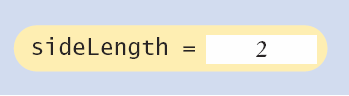 sideLength = 2